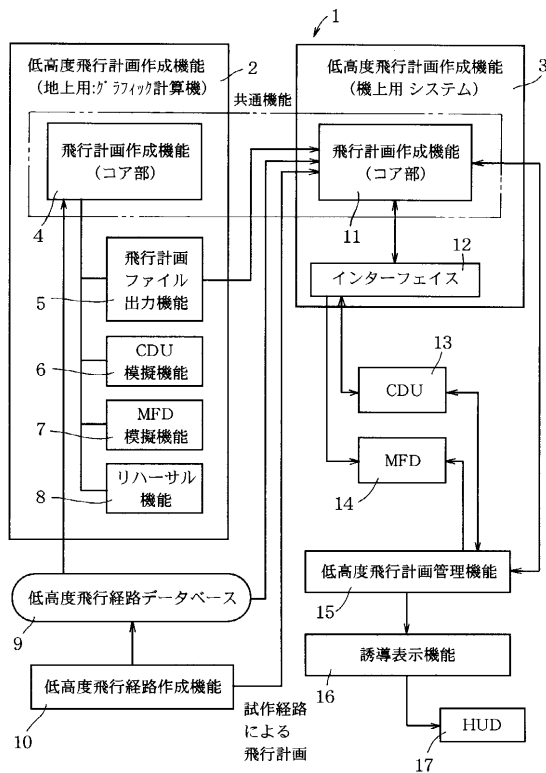 1
低高度飛行計画作成機能
(地上用:ｸﾞﾗﾌｨｯｸ計算機)
2
共通機能
飛行計画作成機能
(コア部)
4
飛行計画
ファイル
出力機能
5
CDU
模擬機能
6
MFD
模擬機能
7
リハーサル
機能
8
低高度飛行経路データベース
9
低高度飛行経路作成機能
10
試作経路
による
飛行計画
低高度飛行計画作成機能
(機上用 システム)
3
飛行計画作成機能
(コア部)
11
12
インターフェイス
13
CDU
MFD
14
低高度飛行計画管理機能
15
誘導表示機能
16
HUD
17